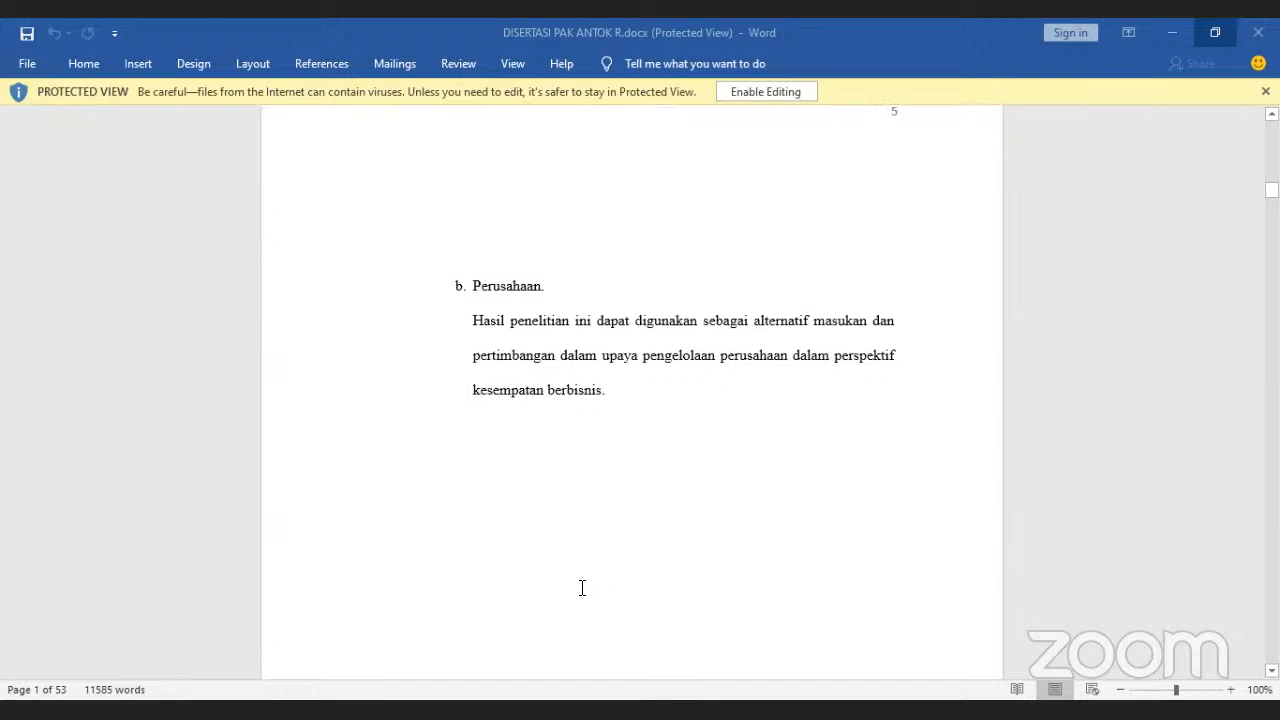 DISERTASI PAK ANTOK R.docx (Protected View) - Word
Sign in
File Home Insert Design Layout References Mailings Review View Help Tell me what you want to do Share
PROTECTED VIEW Be careful—files from the Internet can contain viruses. Unless you need to edit, it's safer to stay in Protected View. Enable Editing
5
b. Perusahaan.
Hasil penelitian ini dapat digunakan sebagai alternatif masukan dan
pertimbangan dalam upaya pengelolaan perusahaan dalam perspektif
kesempatan berbisnis.
zoom
Page 1 of 53 11585 words 100%